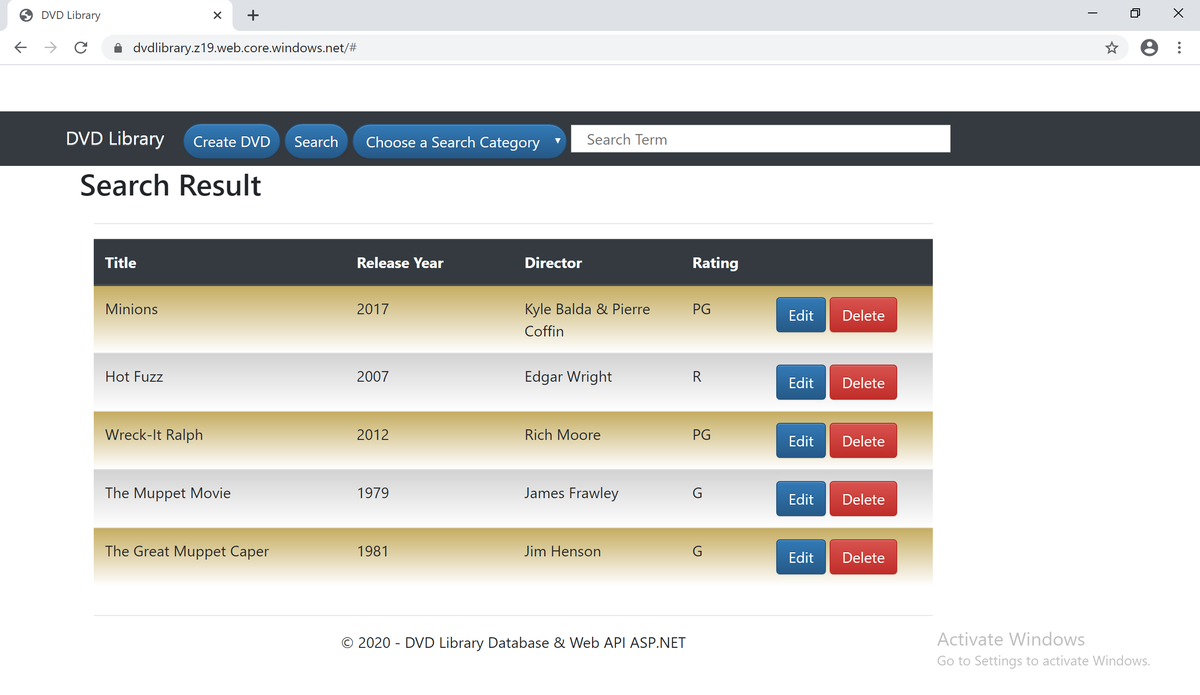 DVD Library
dvdlibrary.z19.web.core.windows.net/#
DVD Library Create DVD Search Choose a Search Category Search Term
Search Result
Title Release Year Director Rating
Minions 2017 Kyle Balda & Pierre Coffin PG Edit Delete
Hot Fuzz 2007 Edgar Wright R Edit Delete
Wreck-It Ralph 2012 Rich Moore PG Edit Delete
The Muppet Movie 1979 James Frawley G Edit Delete
The Great Muppet Caper 1981 Jim Henson G Edit Delete
© 2020 - DVD Library Database & Web API ASP.NET
Activate Windows
Go to Settings to activate Windows.